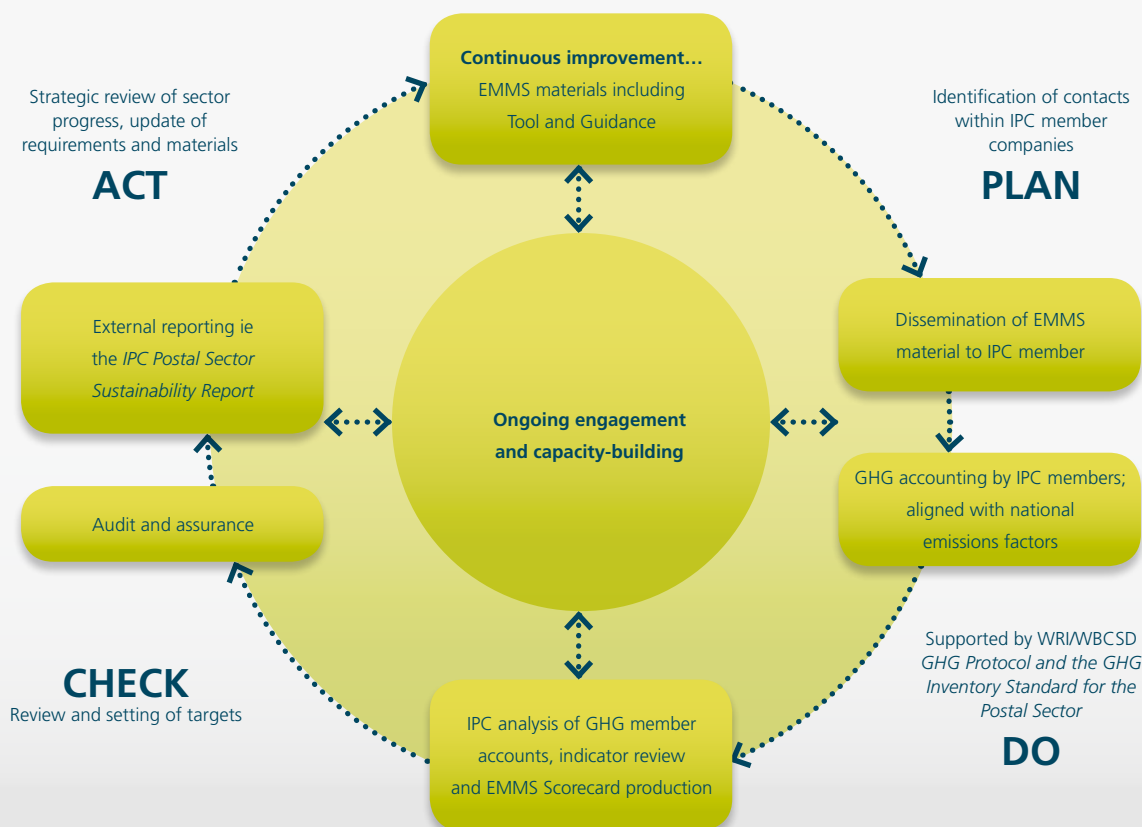 Continuous improvement...
EMMS materials including
Tool and Guidance
Strategic review of sector
progress, update of
requirements and materials
ACT
Identification of contacts
within IPC member
companies
PLAN
External reporting ie
the IPC Postal Sector
Sustainability Report
Dissemination of EMMS
material to IPC member
Ongoing engagement
and capacity-building
Audit and assurance
GHG accounting by IPC members;
aligned with national
emissions factors
CHECK
Review and setting of targets
IPC analysis of GHG member
accounts, indicator review
and EMMS Scorecard production
Supported by WRI/WBCSD
GHG Protocol and the GHG
Inventory Standard for the
Postal Sector
DO